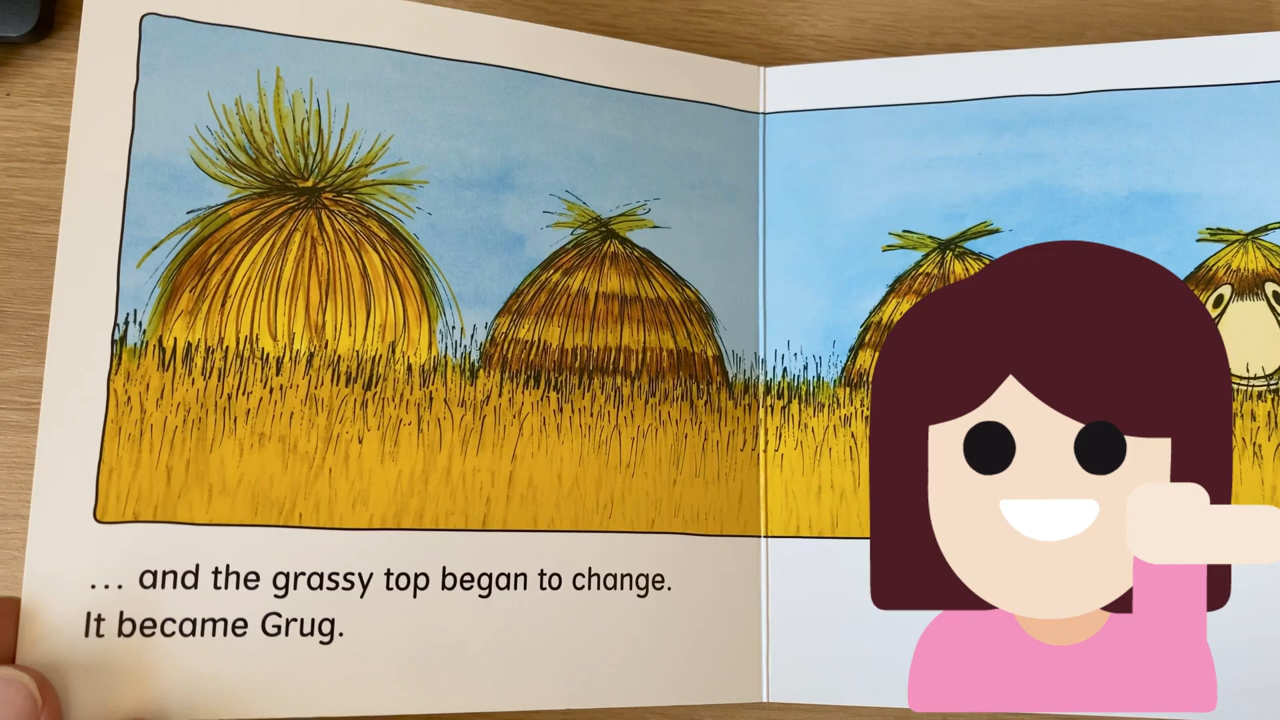 ... and the grassy top began to change.
It became Grug.